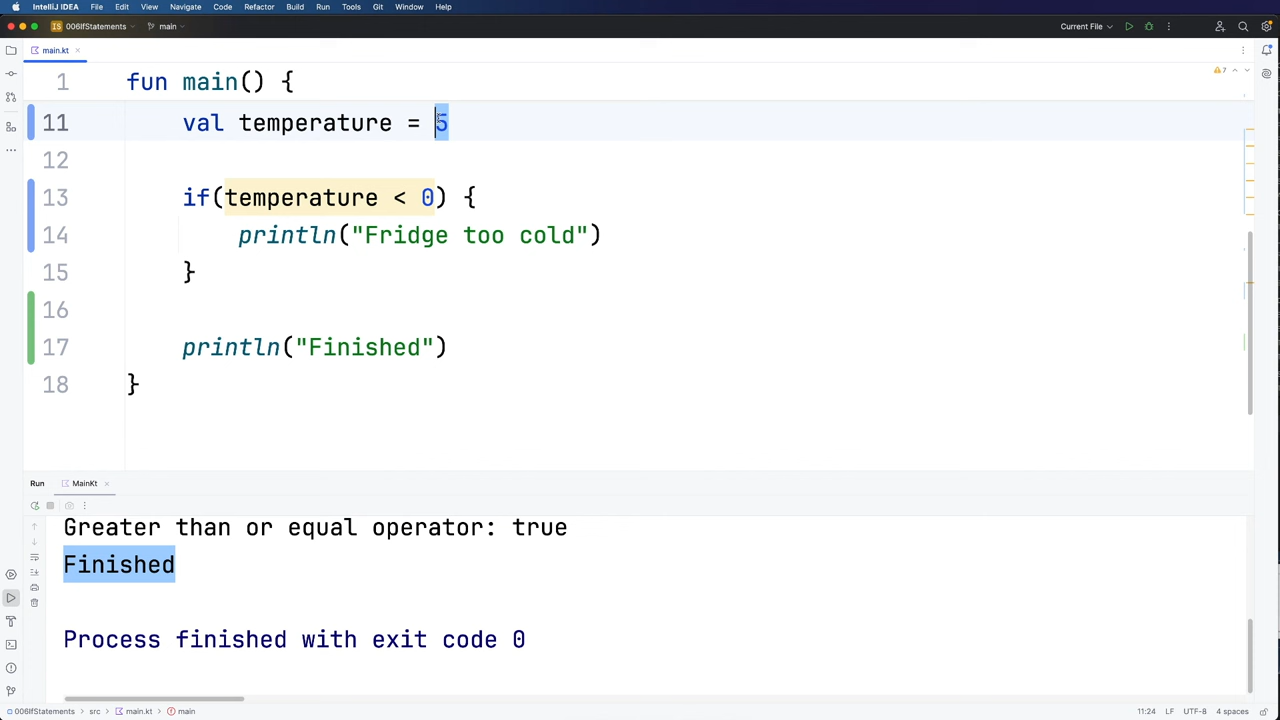 IntelliJ IDEA File Edit View Navigate Code Refactor Build Run Tools Git Window Help
IS 006IfStatements main Current File
main.kt
1 fun main() {
7
11 val temperature = 5
12
13 if(temperature < 0) {
14 println("Fridge too cold")
15 }
16
17 println("Finished")
18 }
Run MainKt
Greater than or equal operator: true
Finished
Process finished with exit code 0
006IfStatements > src > main.kt > main 11:24 LF UTF-8 4 spaces